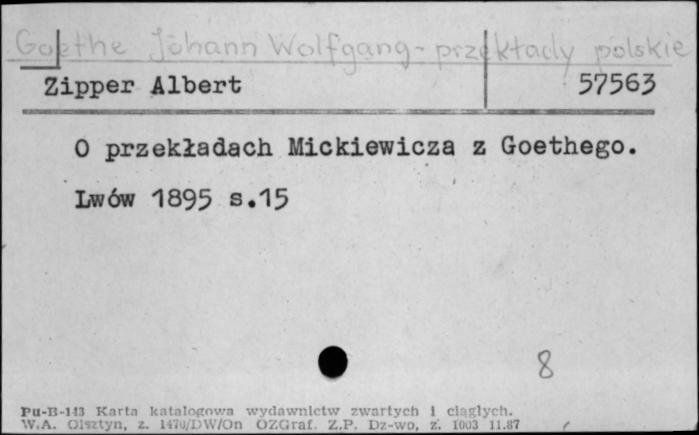 Goethe Johann Wolfgang - przekłady polskie
Zipper Albert 57563
O przekładach Mickiewicza z Goethego.
Lwów 1895 s.15
8
Pu-B-143 Karta katalogowa wydawnictw zwartych i ciągłych.
W.A. Olsztyn, z. 1470/DW/On OZGraf. Z.P. Dz-wo, z. 1003 11.87